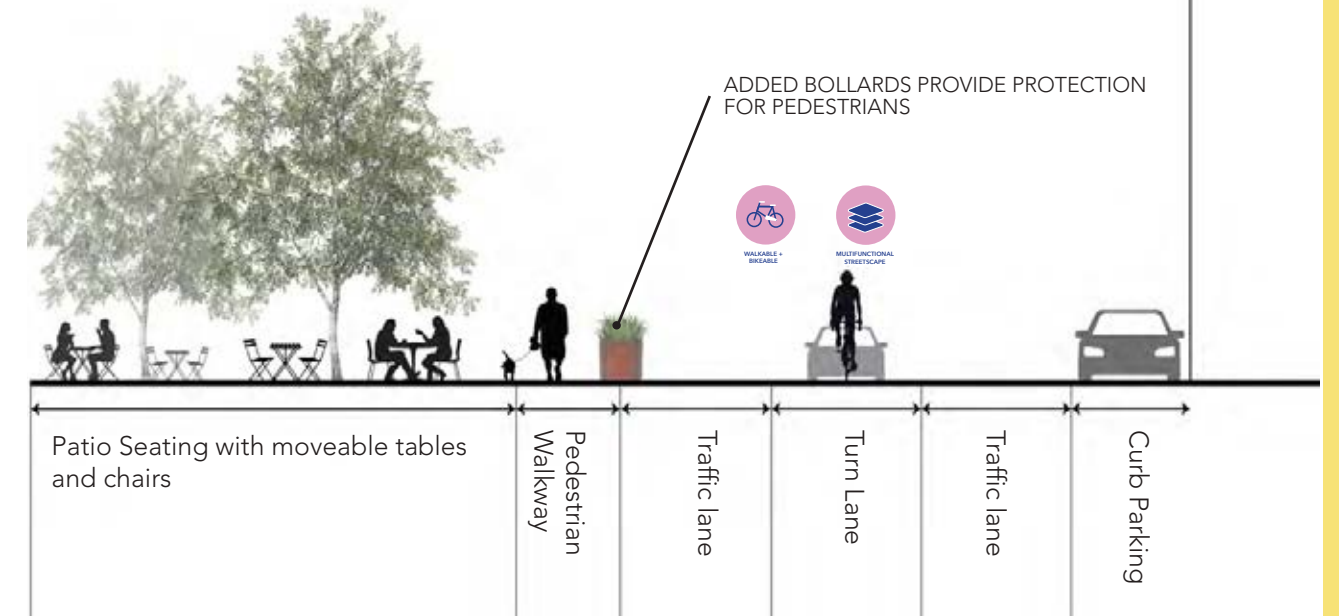 ADDED BOLLARDS PROVIDE PROTECTION
FOR PEDESTRIANS
WALKABLE +
BIKEABLE
MULTIFUNCTIONAL
STREETSCAPE
Patio Seating with moveable tables
and chairs
Pedestrian
Walkway
Traffic lane
Turn Lane
Traffic lane
Curb Parking